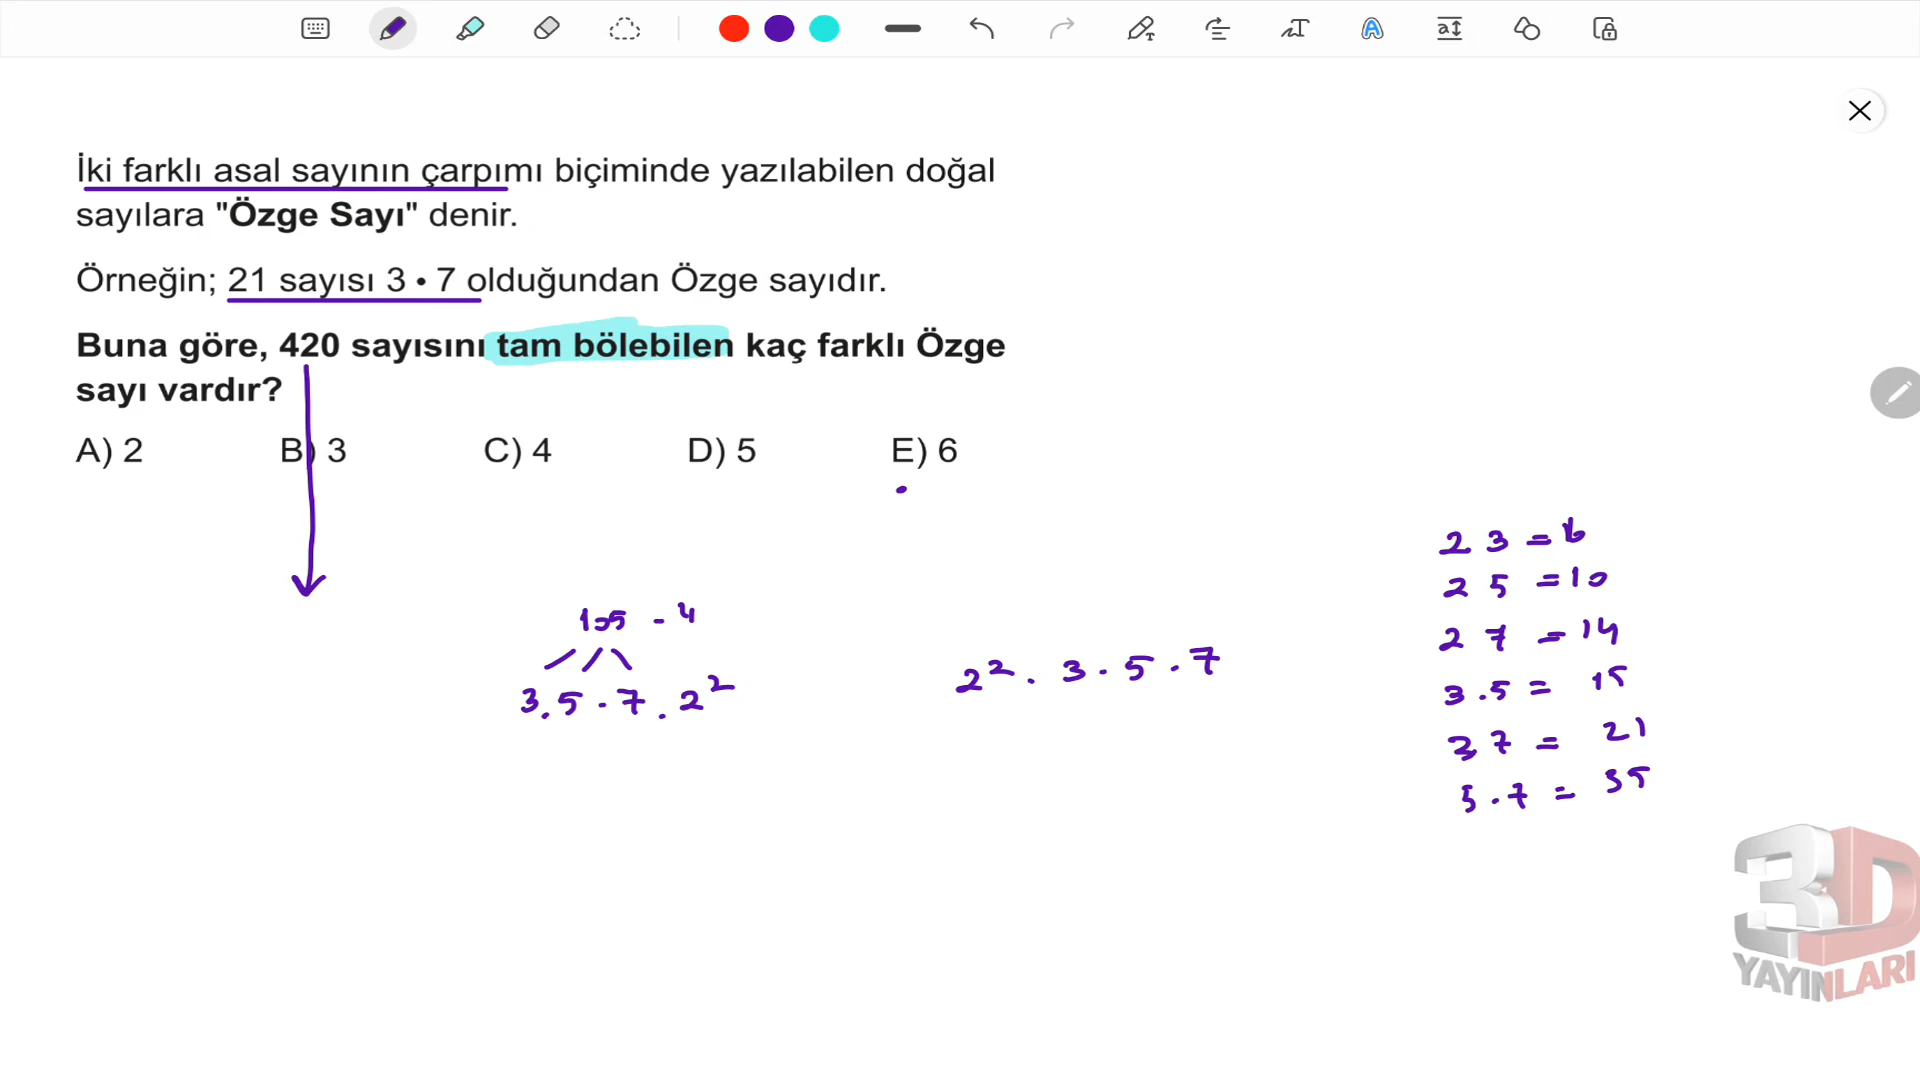 İki farklı asal sayının çarpımı biçiminde yazılabilen doğal
sayılara "Özge Sayı" denir.
Örneğin; 21 sayısı 3 • 7 olduğundan Özge sayıdır.
Buna göre, 420 sayısını tam bölebilen kaç farklı Özge
sayı vardır?
A) 2 B) 3 C) 4 D) 5 E) 6
105 - 4
3.5 - 7 . 2²
2² . 3 . 5 . 7
2 3 = 6
2 5 = 10
2 7 = 14
3 . 5 = 15
3 7 = 21
5 . 7 = 35
3D
YAYINLARI